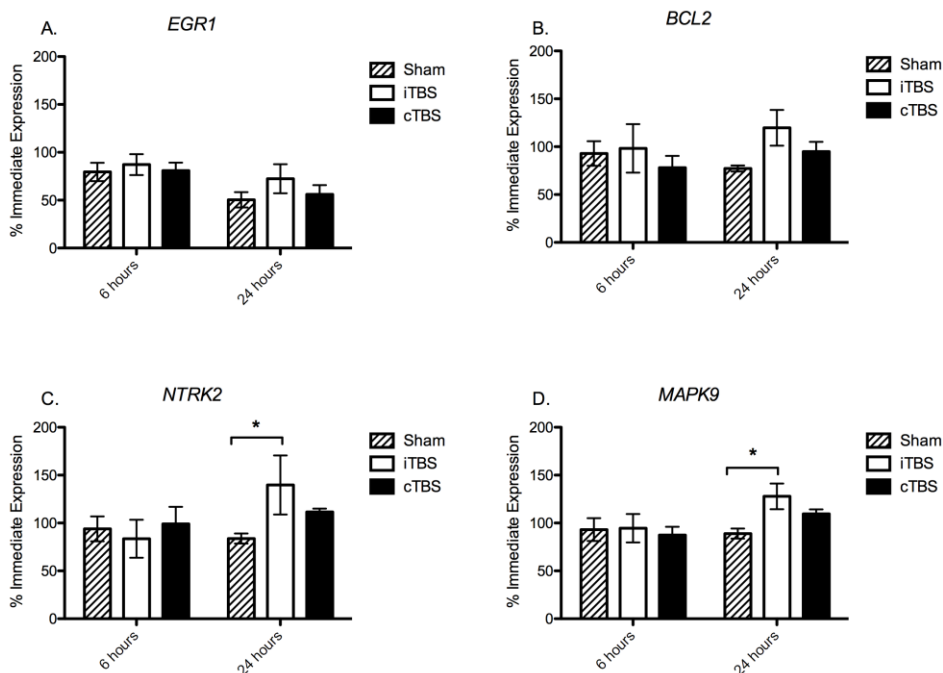 A.
EGR1
% Immediate Expression
200
150
100
50
0
6 hours
24 hours
Sham
iTBS
cTBS
B.
BCL2
% Immediate Expression
200
150
100
50
0
6 hours
24 hours
Sham
iTBS
cTBS
C.
NTRK2
% Immediate Expression
200
150
100
50
0
*
6 hours
24 hours
Sham
iTBS
cTBS
D.
MAPK9
% Immediate Expression
200
150
100
50
0
*
6 hours
24 hours
Sham
iTBS
cTBS